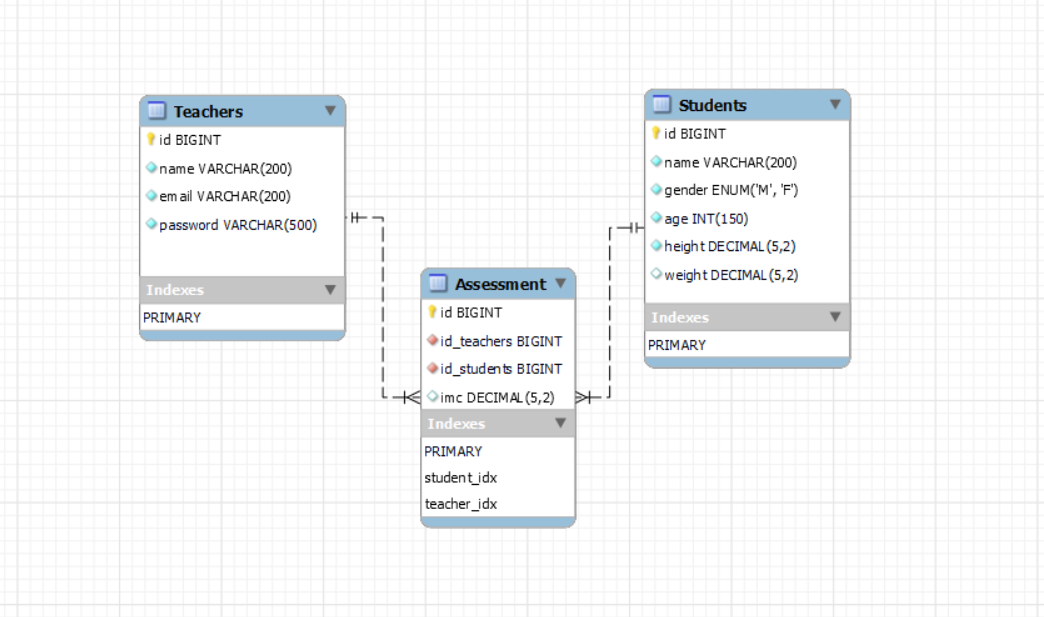 Teachers
id BIGINT
name VARCHAR(200)
email VARCHAR(200)
password VARCHAR(500)
Indexes
PRIMARY
Students
id BIGINT
name VARCHAR(200)
gender ENUM('M', 'F')
age INT(150)
height DECIMAL(5,2)
weight DECIMAL(5,2)
Indexes
PRIMARY
Assessment
id BIGINT
id_teachers BIGINT
id_students BIGINT
imc DECIMAL(5,2)
Indexes
PRIMARY
student_idx
teacher_idx